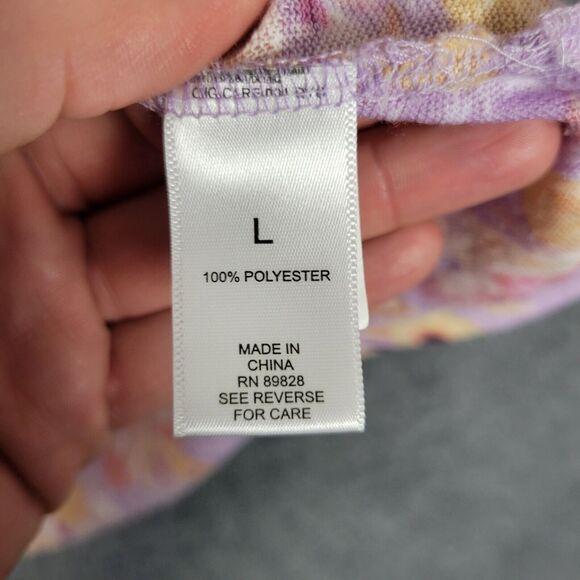 L
100% POLYESTER
MADE IN
CHINA
RN 89828
SEE REVERSE
FOR CARE